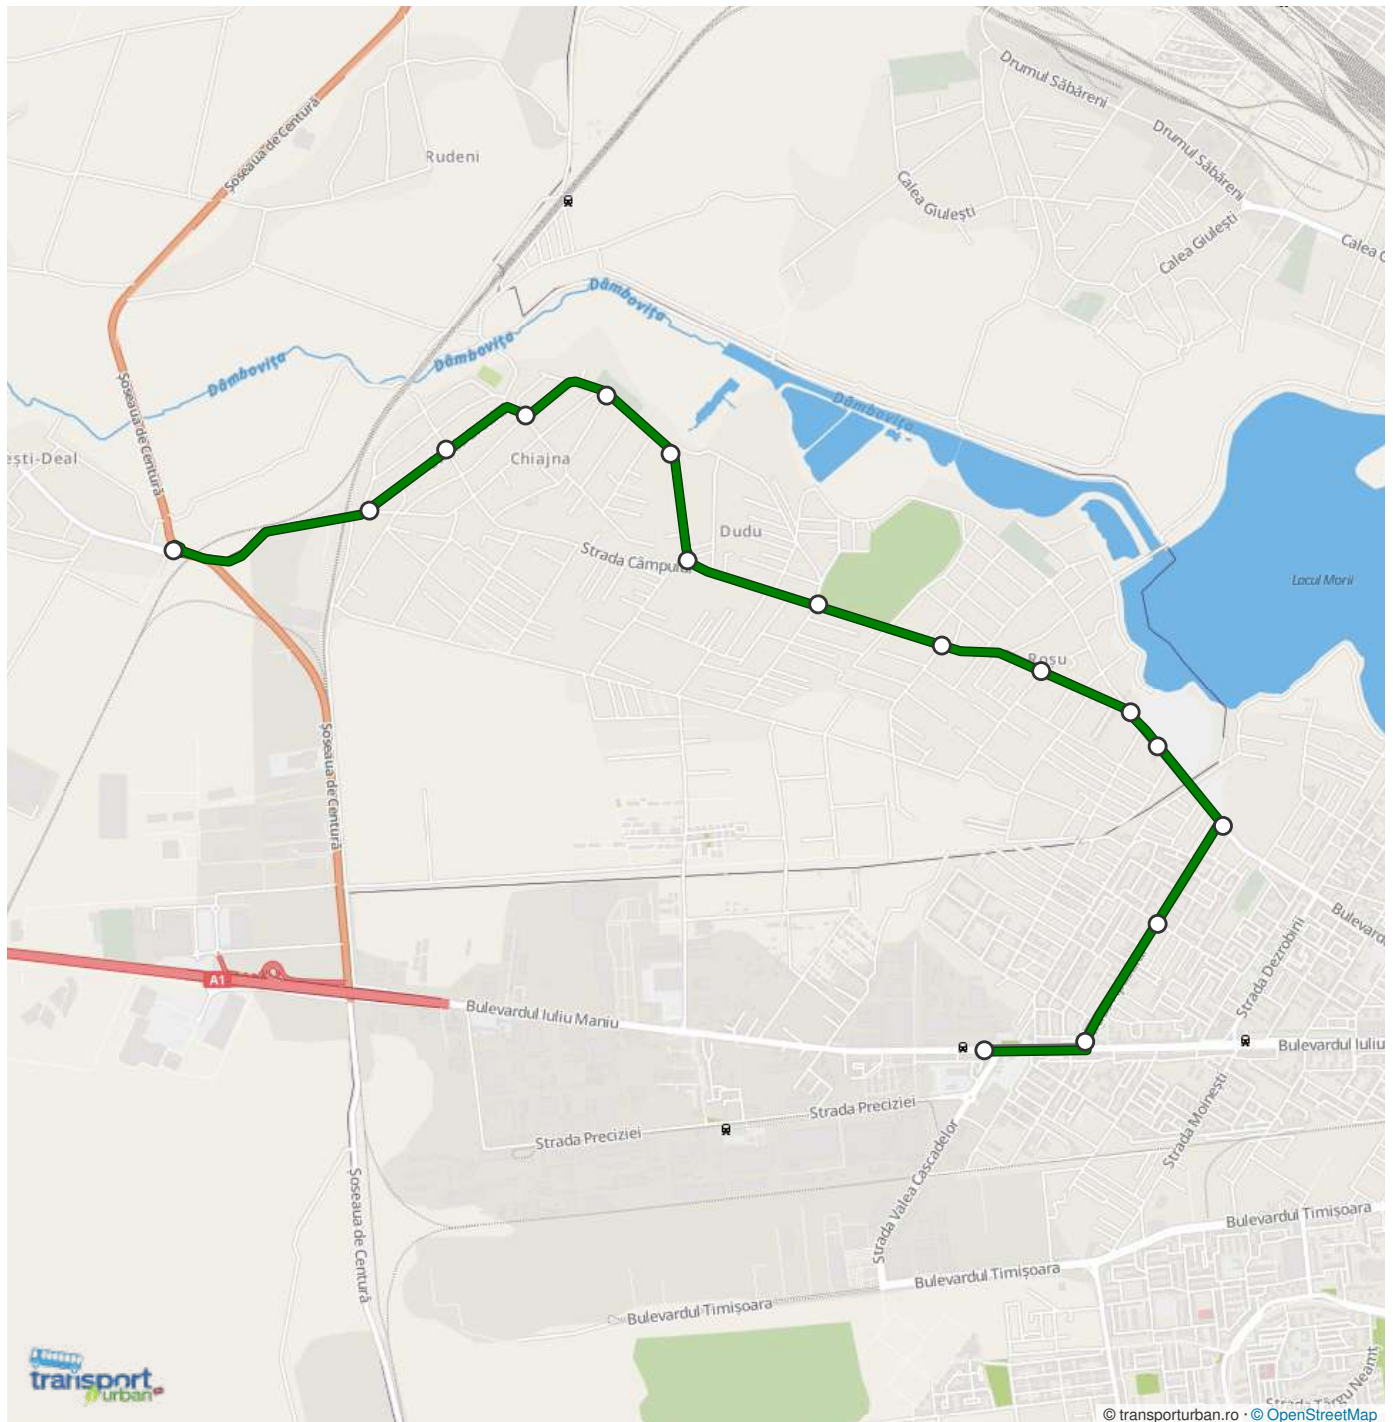 Drumul Săbăreni
Șoseaua de Centură
Drumul Săbăreni
Rudeni
Calea Giulești
Calea Giulești
Calea G
Dâmbovița
Dâmbovița
Dâmbovița
Șoseaua de Centură
Dâmbovița
ești-Deal
Chiajna
Dudu
Strada Câmpului
Lacul Morii
Roșu
Șoseaua de Centură
Bulevardu
Strada Dezrobirii
A1
Bulevardul Iuliu Maniu
Bulevardul Iuliu
Strada Preciziei
Strada Preciziei
Strada Moinești
Strada Valea Cascadelor
Șoseaua de Centură
Bulevardul Timișoara
Bulevardul Timișoara
Bulevardul Timișoara
transport
urban
Strada Târgu Neamț
© transporturban.ro · © OpenStreetMap